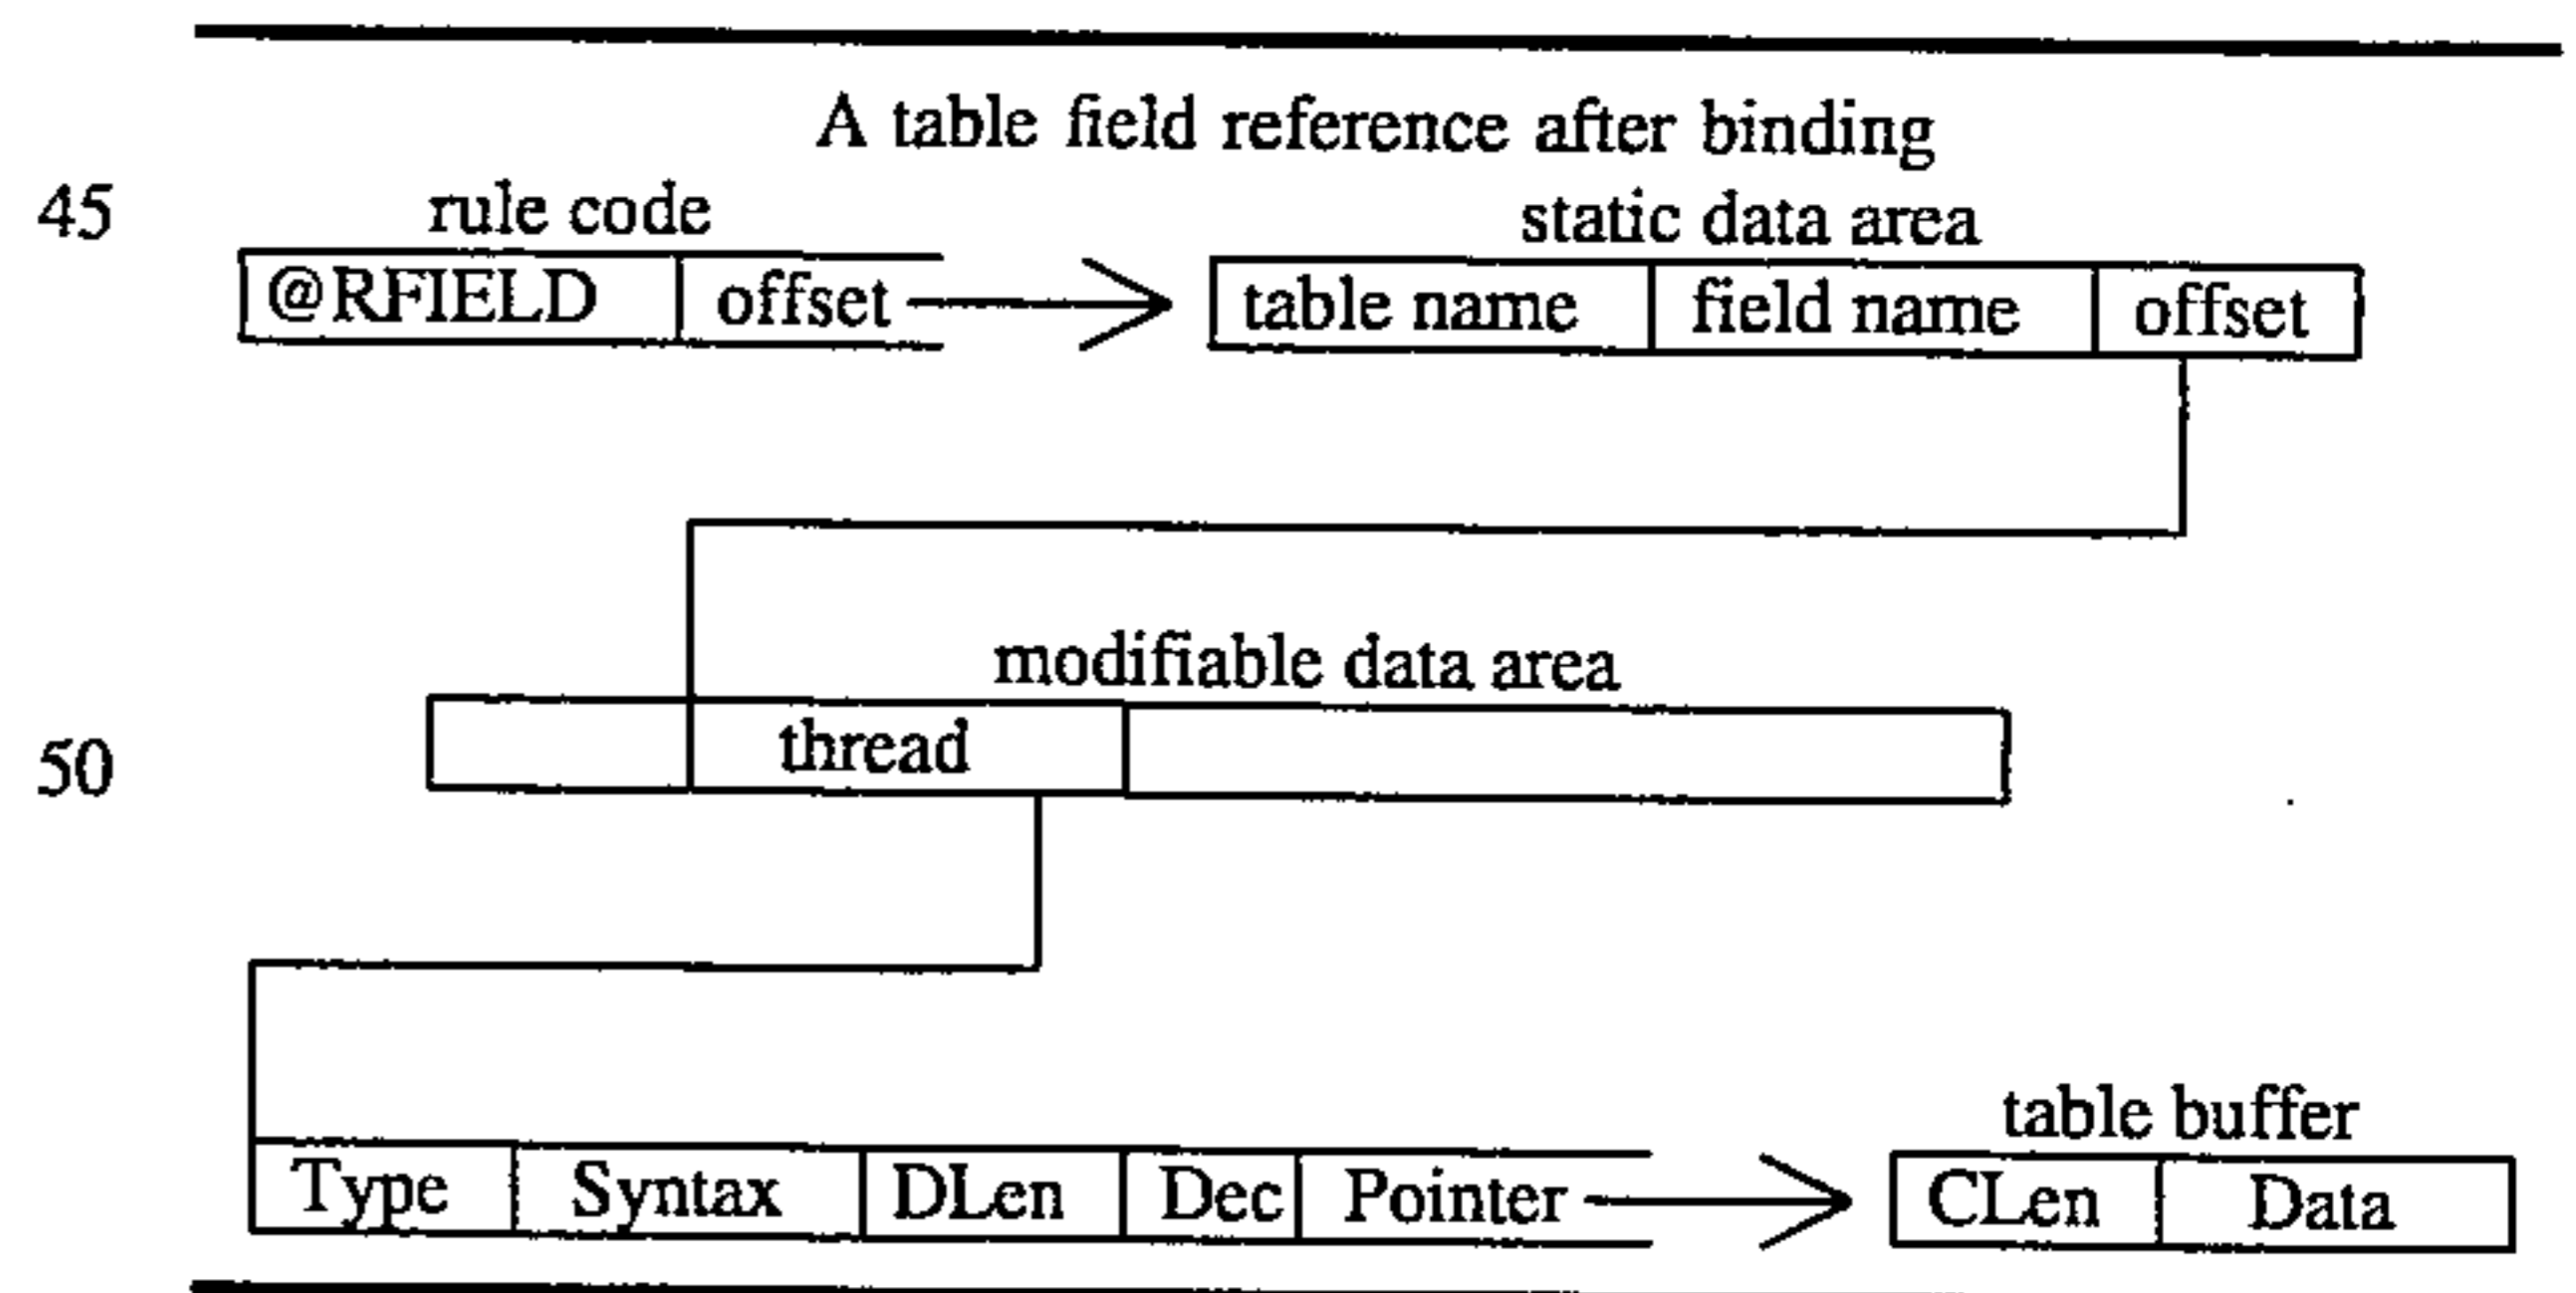 A table field reference after binding
45 rule code static data area
@RFIELD offset table name field name offset
modifiable data area
50 thread
table buffer
Type Syntax DLen Dec Pointer CLen Data